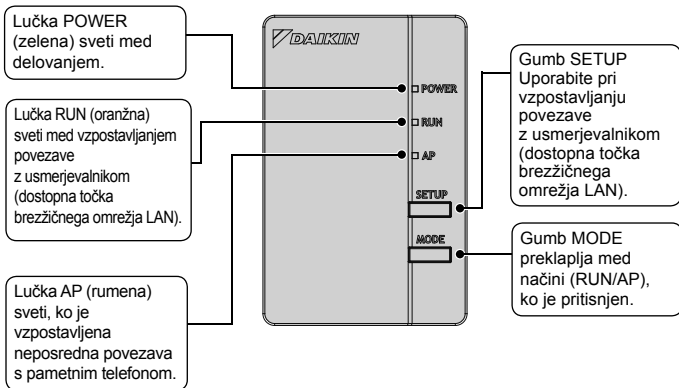 Lučka POWER
(zelena) sveti med
delovanjem.
Lučka RUN (oranžna)
sveti med vzpostavljanjem
povezave
z usmerjevalnikom
(dostopna točka
brezžičnega omrežja LAN).
Lučka AP (rumena)
sveti, ko je
vzpostavljena
neposredna povezava
s pametnim telefonom.
DAIKIN
POWER
RUN
AP
SETUP
MODE
Gumb SETUP
Uporabite pri
vzpostavljanju
povezave
z usmerjevalnikom
(dostopna točka
brezžičnega
omrežja LAN).
Gumb MODE
preklaplja med
načini (RUN/AP),
ko je pritisnjen.